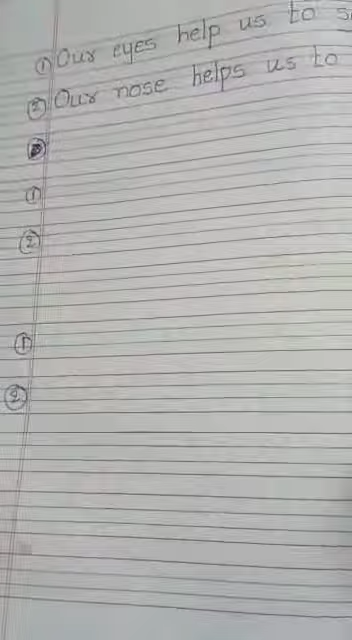 ① Our eyes help us to
② Our nose helps us to
①
②
①
②